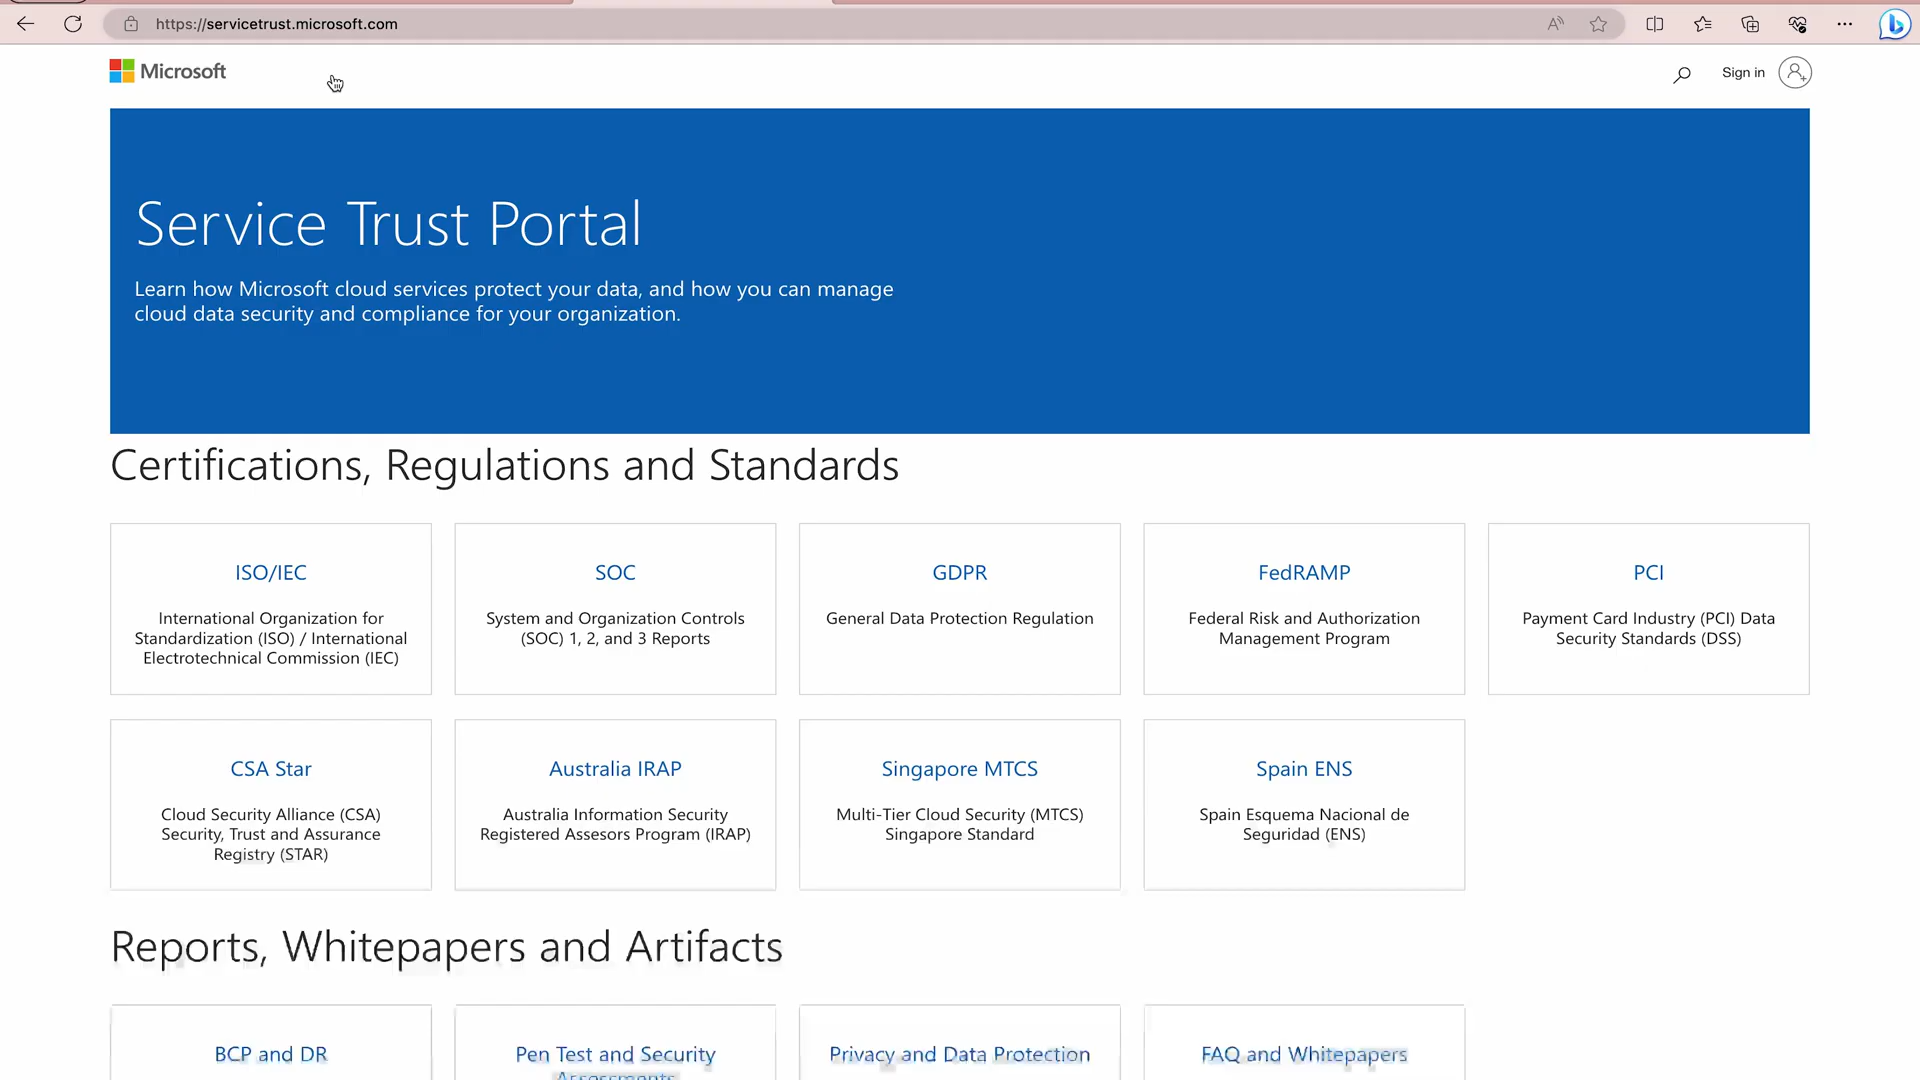 https://servicetrust.microsoft.com
Microsoft
Sign in
Service Trust Portal
Learn how Microsoft cloud services protect your data, and how you can manage
cloud data security and compliance for your organization.
Certifications, Regulations and Standards
ISO/IEC
International Organization for
Standardization (ISO) / International
Electrotechnical Commission (IEC)
SOC
System and Organization Controls
(SOC) 1, 2, and 3 Reports
GDPR
General Data Protection Regulation
FedRAMP
Federal Risk and Authorization
Management Program
PCI
Payment Card Industry (PCI) Data
Security Standards (DSS)
CSA Star
Cloud Security Alliance (CSA)
Security, Trust and Assurance
Registry (STAR)
Australia IRAP
Australia Information Security
Registered Assesors Program (IRAP)
Singapore MTCS
Multi-Tier Cloud Security (MTCS)
Singapore Standard
Spain ENS
Spain Esquema Nacional de
Seguridad (ENS)
Reports, Whitepapers and Artifacts
BCP and DR
Pen Test and Security
Assessments
Privacy and Data Protection
FAQ and Whitepapers